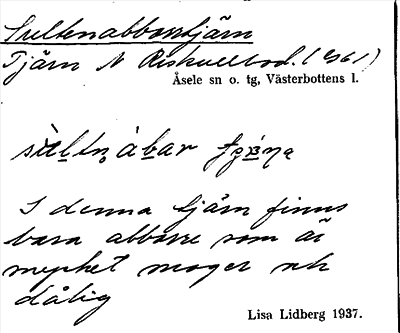 Sultenabborrtjärn
Tjärn N Riskullbod. (961)
Åsele sn o. tg, Västerbottens l.
I denna tjärn finns
bara abborre som är
mycket mager och
dålig
Lisa Lidberg 1937.